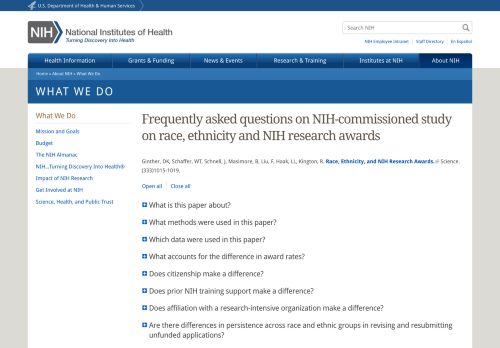 U.S. Department of Health & Human Services
NIH National Institutes of Health
Turning Discovery Into Health
Search NIH
NIH Employee Intranet | Staff Directory | En Español
Health Information
Grants & Funding
News & Events
Research & Training
Institutes at NIH
About NIH
Home » About NIH » What We Do
WHAT WE DO
What We Do
Mission and Goals
Budget
The NIH Almanac
NIH...Turning Discovery Into Health®
Impact of NIH Research
Get Involved at NIH
Science, Health, and Public Trust
Frequently asked questions on NIH-commissioned study
on race, ethnicity and NIH research awards
Ginther, DK, Schaffer, WT, Schnell, J, Masimore, B, Liu, F, Haak, LL, Kington, R. Race, Ethnicity, and NIH Research Awards. Science.
(333)1015-1019.
Open all Close all
What is this paper about?
What methods were used in this paper?
Which data were used in this paper?
What accounts for the difference in award rates?
Does citizenship make a difference?
Does prior NIH training support make a difference?
Does affiliation with a research-intensive organization make a difference?
Are there differences in persistence across race and ethnic groups in revising and resubmitting
unfunded applications?